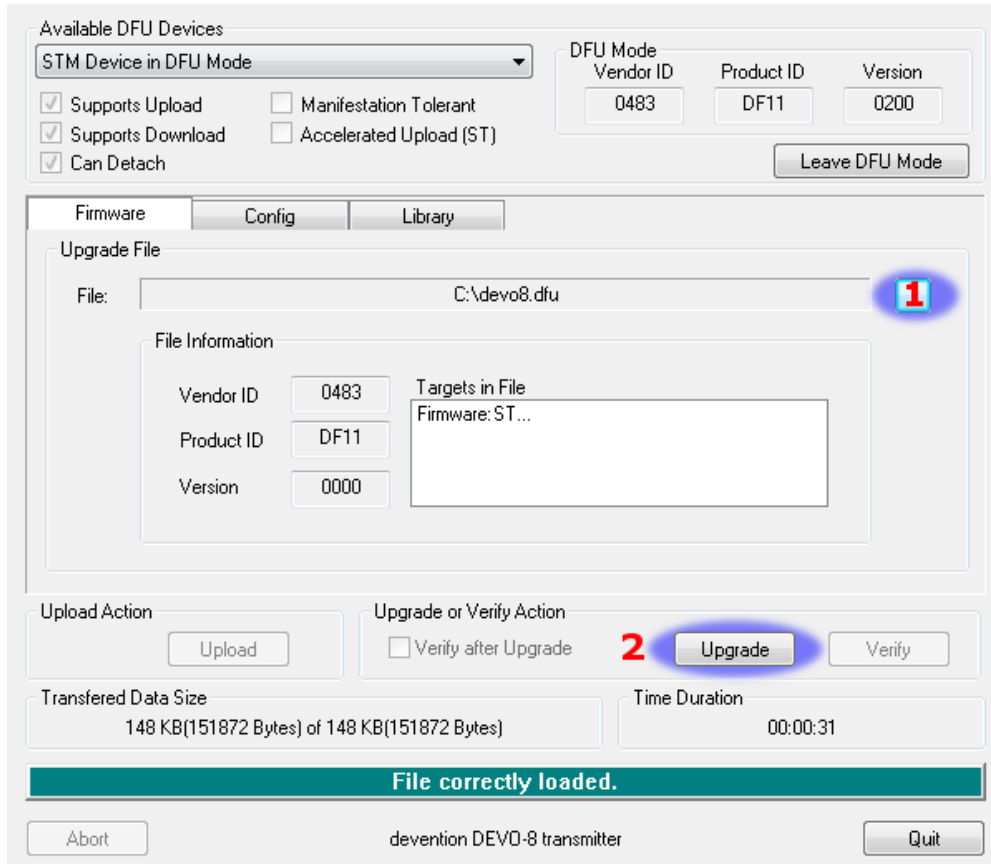 Available DFU Devices
STM Device in DFU Mode
Supports Upload
Manifestation Tolerant
Supports Download
Accelerated Upload (ST)
Can Detach
DFU Mode
Vendor ID Product ID Version
0483 DF11 0200
Leave DFU Mode
Firmware Config Library
Upgrade File
File: C:\devo8.dfu 1
File Information
Vendor ID 0483
Product ID DF11
Version 0000
Targets in File
Firmware: ST...
Upload Action
Upload
Upgrade or Verify Action
Verify after Upgrade 2 Upgrade Verify
Transfered Data Size
148 KB(151872 Bytes) of 148 KB(151872 Bytes)
Time Duration
00:00:31
File correctly loaded.
Abort devention DEVO-8 transmitter Quit